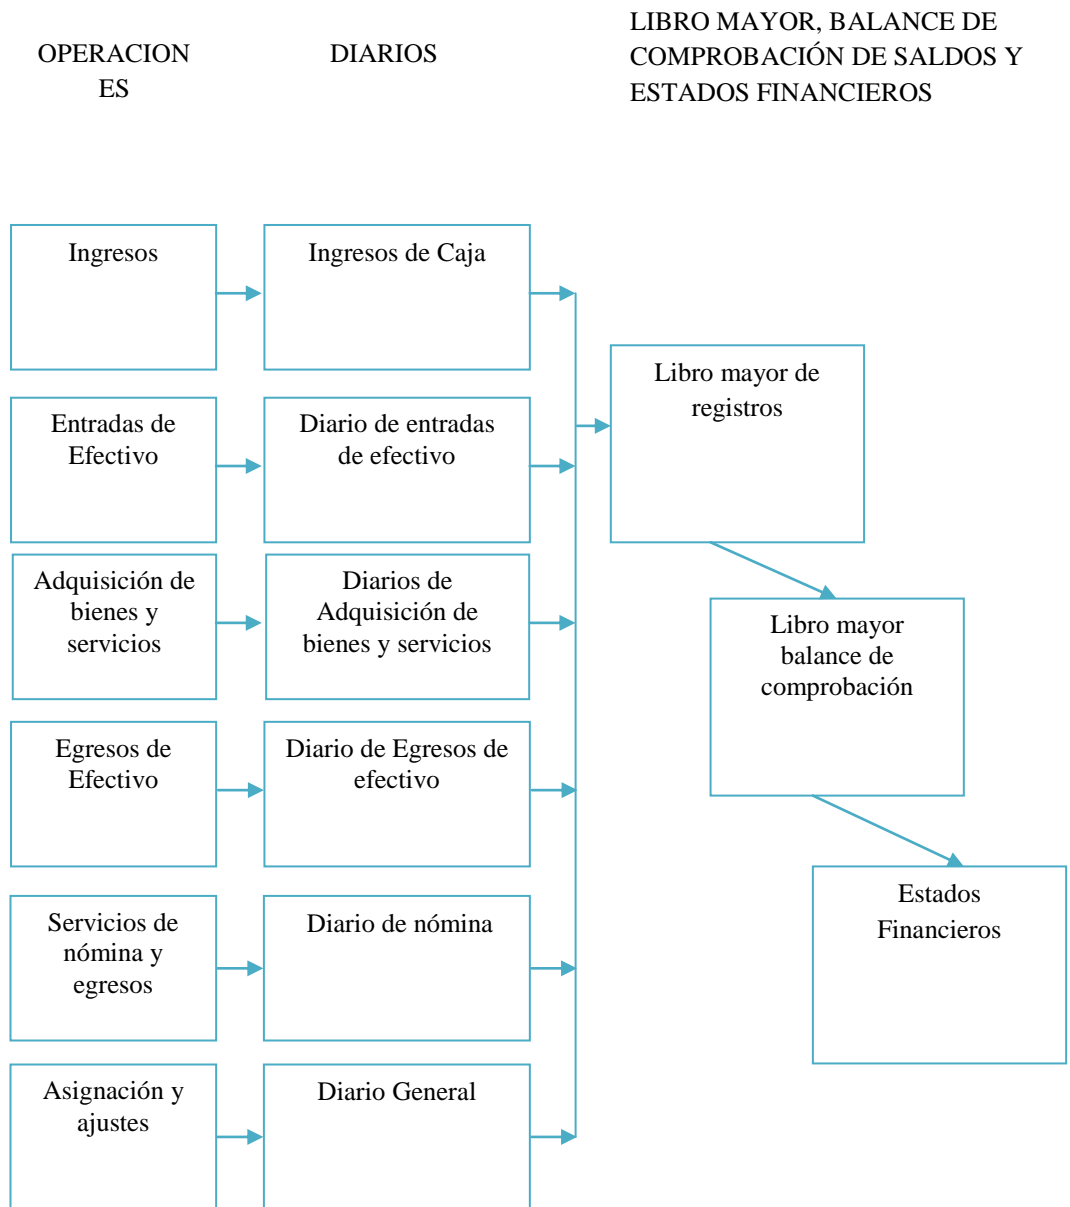 OPERACION
ES
DIARIOS
LIBRO MAYOR, BALANCE DE
COMPROBACIÓN DE SALDOS Y
ESTADOS FINANCIEROS
Ingresos
Ingresos de Caja
Libro mayor de
registros
Entradas de
Efectivo
Diario de entradas
de efectivo
Adquisición de
bienes y
servicios
Diarios de
Adquisición de
bienes y servicios
Libro mayor
balance de
comprobación
Egresos de
Efectivo
Diario de Egresos de
efectivo
Estados
Financieros
Servicios de
nómina y
egresos
Diario de nómina
Asignación y
ajustes
Diario General